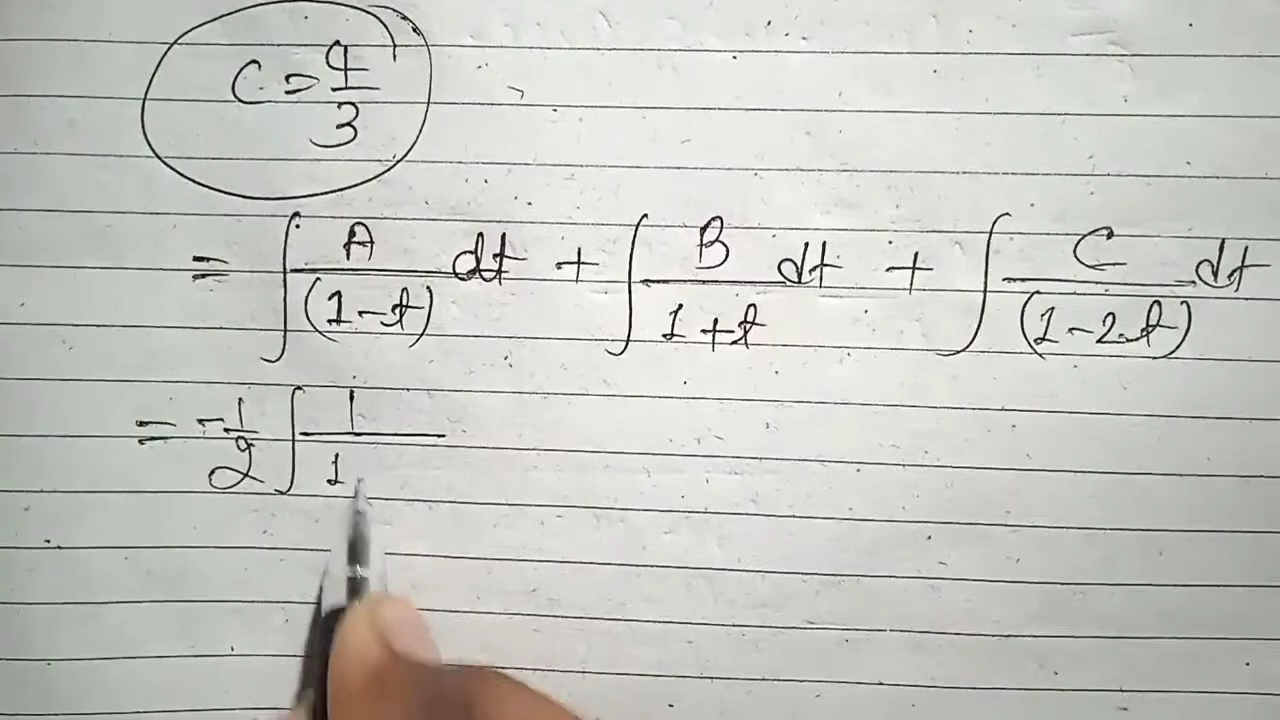 C = 4/3
= ∫ A/(1-t) dt + ∫ B/1+t dt + ∫ C/(1-2t) dt
= -1/2 ∫ 1/1